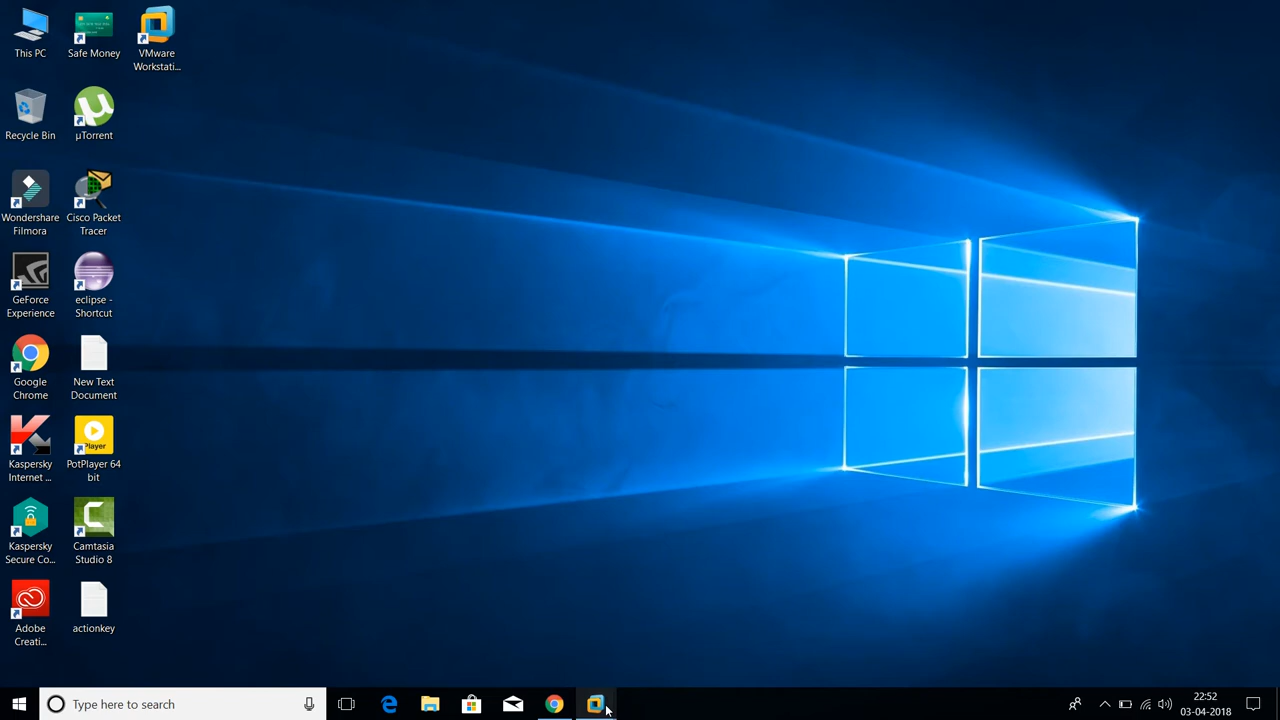 This PC
Safe Money
VMware
Workstati...
Recycle Bin
µTorrent
Wondershare
Filmora
Cisco Packet
Tracer
GeForce
Experience
eclipse -
Shortcut
Google
Chrome
New Text
Document
Kaspersky
Internet ...
Player
PotPlayer 64
bit
Kaspersky
Secure Co...
Camtasia
Studio 8
Adobe
Creati...
actionkey
Type here to search
22:52
03-04-2018